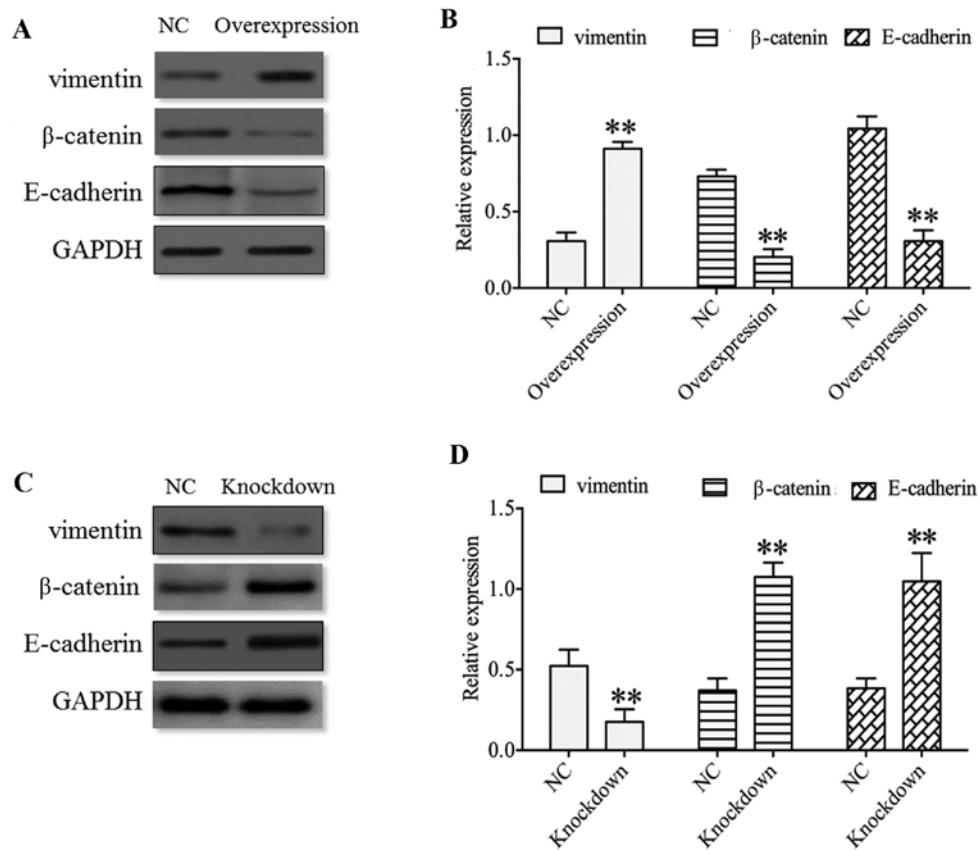 A
NC Overexpression
vimentin
β-catenin
E-cadherin
GAPDH
B
vimentin β-catenin E-cadherin
Relative expression
1.5
1.0
0.5
0.0
** ** **
NC Overexpression NC Overexpression NC Overexpression
C
NC Knockdown
vimentin
β-catenin
E-cadherin
GAPDH
D
vimentin β-catenin E-cadherin
Relative expression
1.5
1.0
0.5
0.0
** ** **
NC Knockdown NC Knockdown NC Knockdown